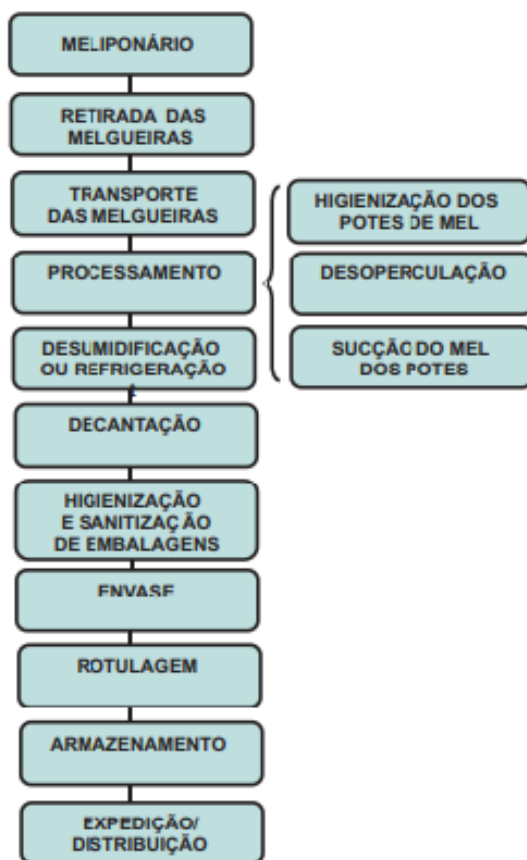 MELIPONÁRIO
RETIRADA DAS
MELGUEIRAS
TRANSPORTE
DAS MELGUEIRAS
PROCESSAMENTO
HIGIENIZAÇÃO DOS
POTES DE MEL
DESOPERCULAÇÃO
SUCÇÃO DO MEL
DOS POTES
DESUMIDIFICAÇÃO
OU REFRIGERAÇÃO
DECANTAÇÃO
HIGIENIZAÇÃO
E SANITIZAÇÃO
DE EMBALAGENS
ENVASE
ROTULAGEM
ARMAZENAMENTO
EXPEDIÇÃO/
DISTRIBUIÇÃO